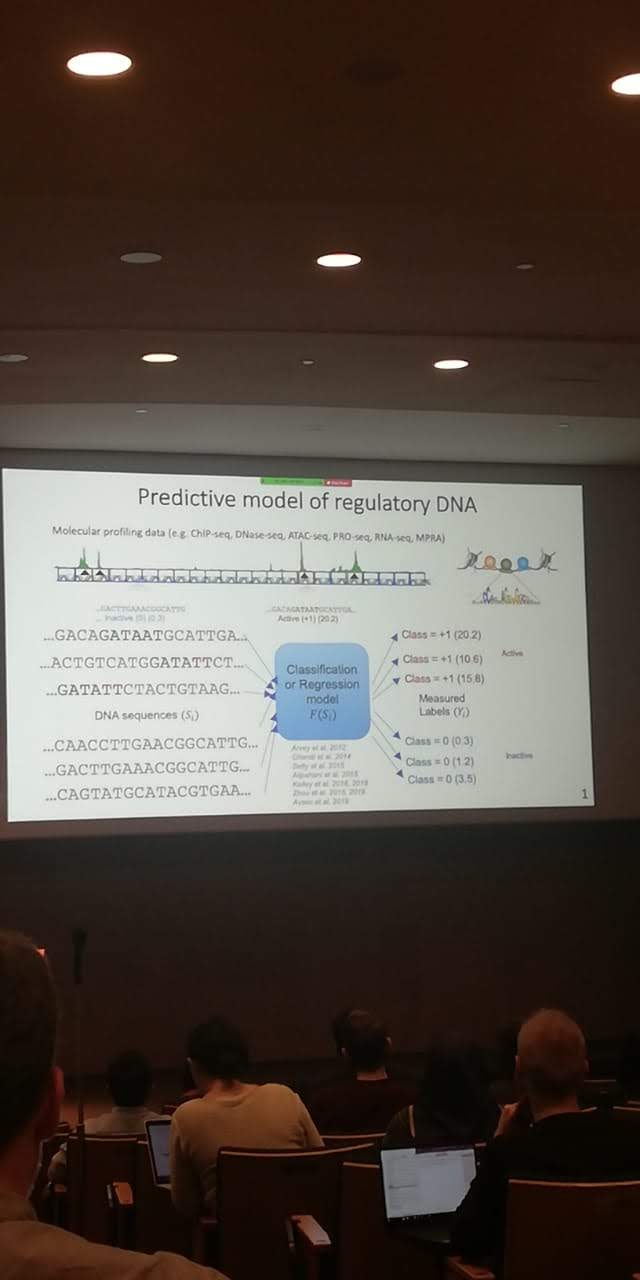 Predictive model of regulatory DNA
Molecular profiling data (e.g. ChIP-seq, DNase-seq, ATAC-seq, PRO-seq, RNA-seq, MPRA)
...GACTTGAAACGGCATTG
... Inactive (0) (0.3)
...GACAGATAATGCATTGA...
Active (+1) (20.2)
...GACAGATAATGCATTGA...
...ACTGTCATGGATATTCT...
...GATATTCTACTGTAAG...
DNA sequences (Sᵢ)
...CAACCTTGAACGGCATTG...
...GACTTGAAACGGCATTG...
...CAGTATGCATACGTGAA...
Classification
or Regression
model
F(Sᵢ)
Arvey et al. 2012
Ghandi et al. 2014
Setty et al. 2015
Alipanahi et al. 2015
Kelley et al. 2016, 2018
Zhou et al. 2015, 2019
Avsec et al. 2019
Class = +1 (20.2)
Class = +1 (10.6)
Class = +1 (15.8)
Active
Measured
Labels (Yᵢ)
Class = 0 (0.3)
Class = 0 (1.2)
Class = 0 (3.5)
Inactive
1